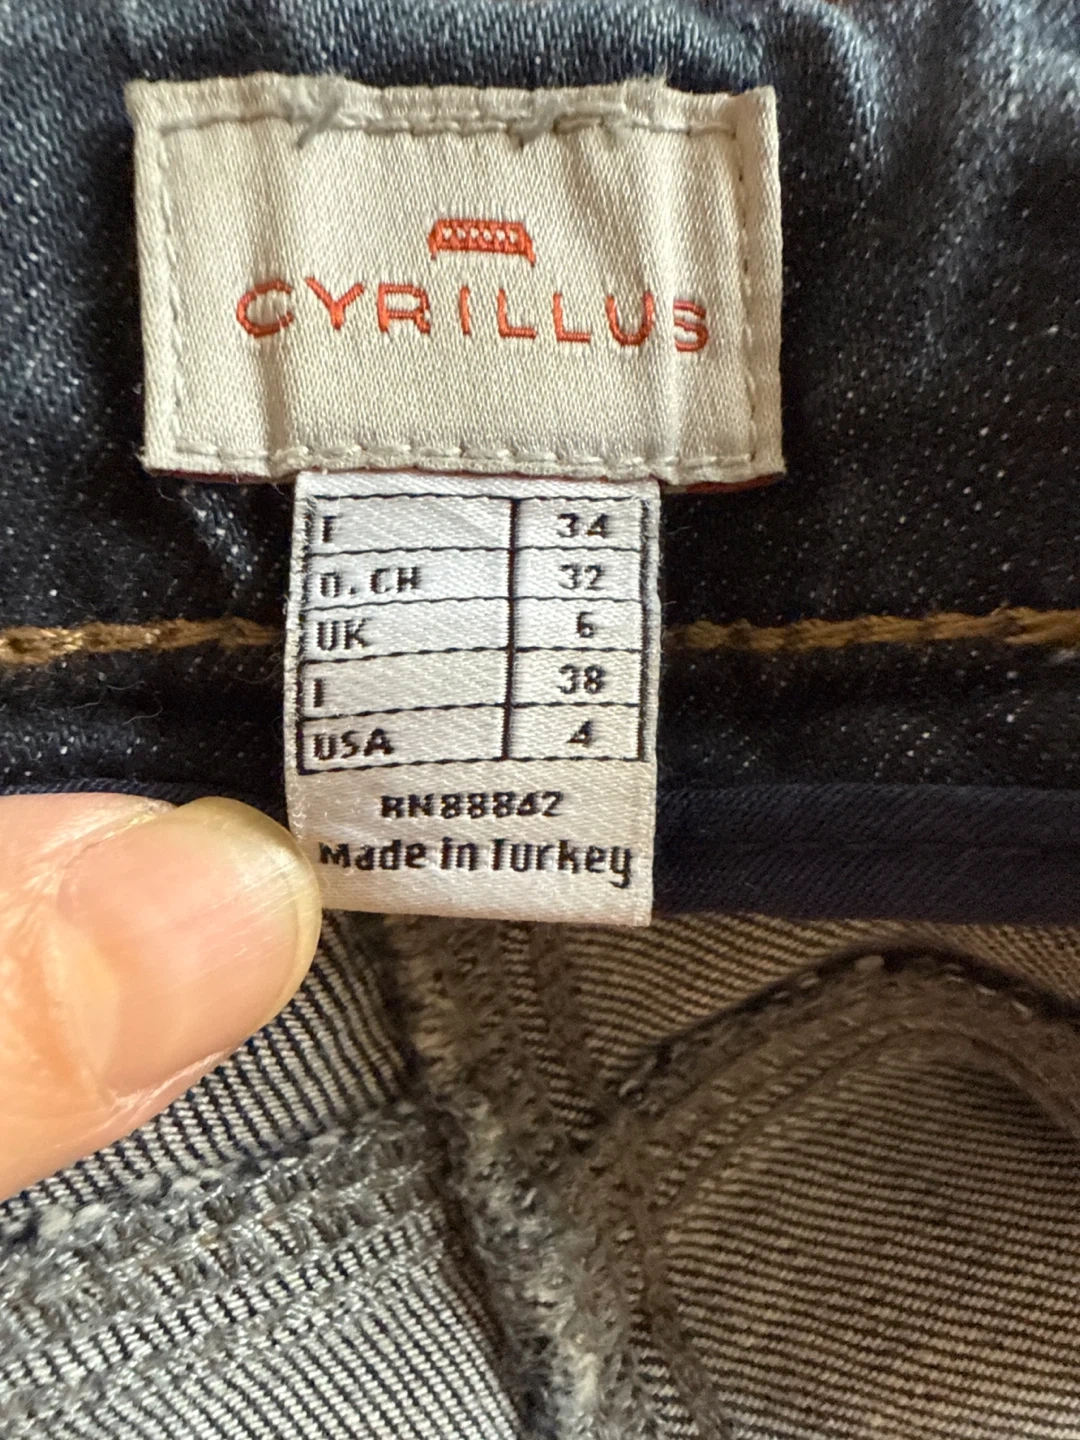 CYRILLUS
F 34
D. CH 32
UK 6
I 38
USA 4
RN88842
Made in Turkey